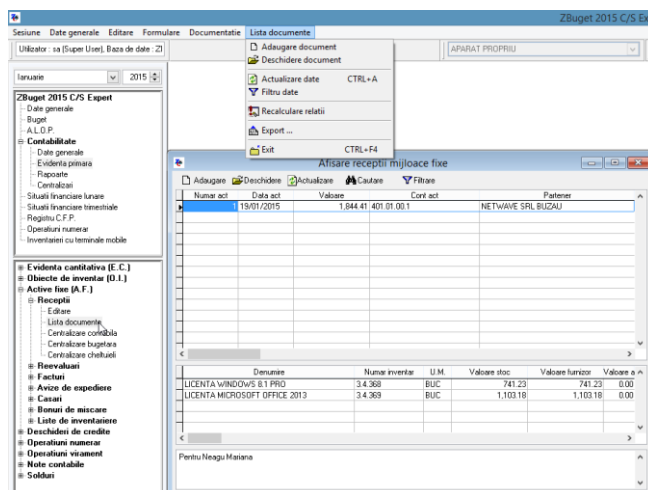 ZBuget 2015 C/S Ex
Sesiune Date generale Editare Formulare Documentatie Lista documente
Utilizator : sa (Super User), Baza de date : ZI
APARAT PROPRIU
Adaugare document
Deschidere document
Actualizare date CTRL+A
Filtru date
Recalculare relatii
Export ...
Exit CTRL+F4
Ianuarie 2015
ZBuget 2015 C/S Expert
Date generale
Buget
A.L.O.P.
Contabilitate
Date generale
Evidenta primara
Rapoarte
Centralizari
Situatii financiare lunare
Situatii financiare trimestriale
Registru C.F.P.
Operatiuni numerar
Inventarieri cu terminale mobile
Evidenta cantitativa (E.C.)
Obiecte de inventar (O.I.)
Active fixe (A.F.)
Receptii
Editare
Lista documente
Centralizare contabila
Centralizare bugetara
Centralizare cheltuieli
Reevaluari
Facturi
Avize de expediere
Casari
Bonuri de miscare
Liste de inventariere
Deschideri de credite
Operatiuni numerar
Operatiuni virament
Note contabile
Solduri
Afisare receptii mijloace fixe
Adaugare Deschidere Actualizare Cautare Filtrare
Numar act Data act Valoare Cont act Partener
1 19/01/2015 1,844.41 401.01.00.1 NETWAVE SRL BUZAU
Denumire Numar inventar U.M. Valoare stoc Valoare furnizor Valoare a
LICENTA WINDOWS 8.1 PRO 3.4.368 BUC 741.23 741.23 0.00
LICENTA MICROSOFT OFFICE 2013 3.4.369 BUC 1,103.18 1,103.18 0.00
Pentru Neagu Mariana